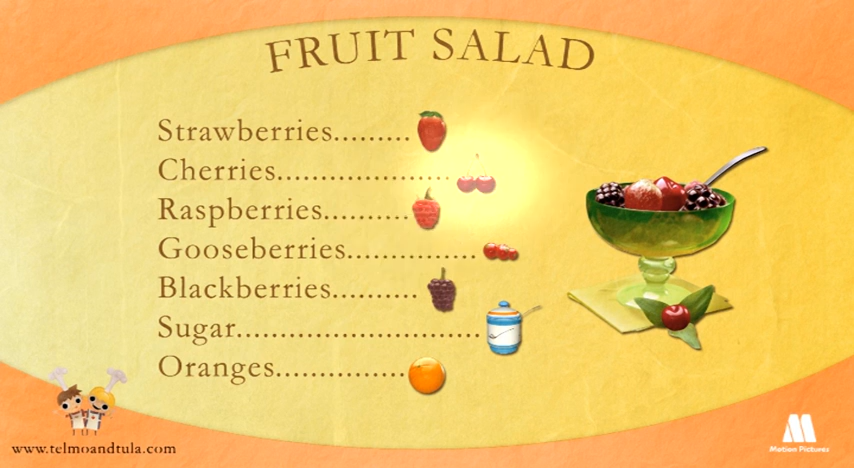 FRUIT SALAD
Strawberries.........
Cherries......................
Raspberries..........
Gooseberries................
Blackberries..........
Sugar..............................
Oranges................
www.telmoandtula.com
Motion Pictures